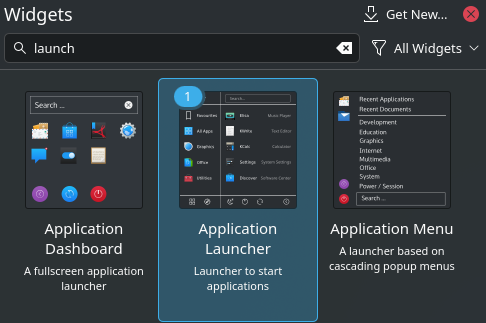 Widgets
Get New...
launch
All Widgets
Search ...
1
Search...
Favourites
All Apps
Graphics
Office
Utilities
Music Player
Text Editor
KCalc
Calculator
Settings
System Settings
Discover
Software Center
Recent Applications
Recent Documents
Development
Education
Graphics
Internet
Multimedia
Office
System
Power / Session
Search ...
Application
Dashboard
A fullscreen application
launcher
Application
Launcher
Launcher to start
applications
Application Menu
A launcher based on
cascading popup menus